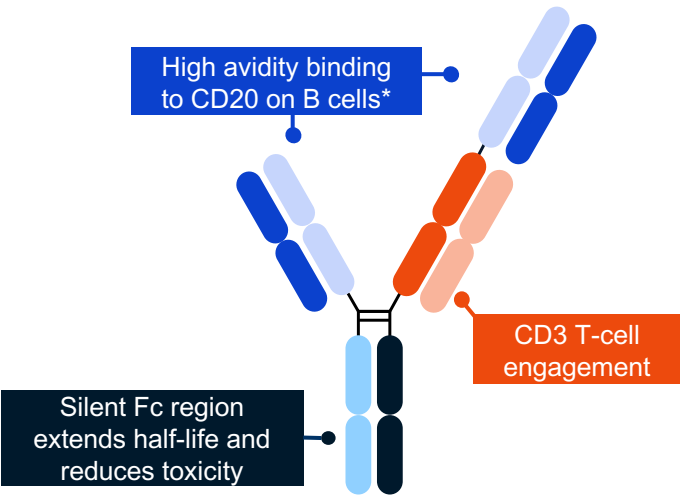 High avidity binding
to CD20 on B cells*
CD3 T-cell
engagement
Silent Fc region
extends half-life and
reduces toxicity